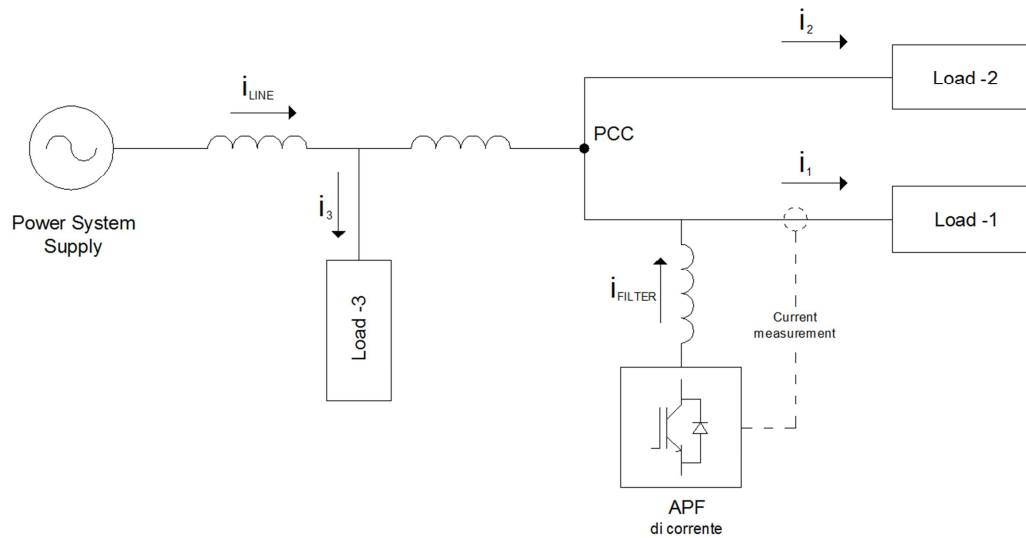 i2
Load -2
iLINE
PCC
i1
Load -1
Power System
Supply
i3
Load -3
iFILTER
Current
measurement
APF
di corrente